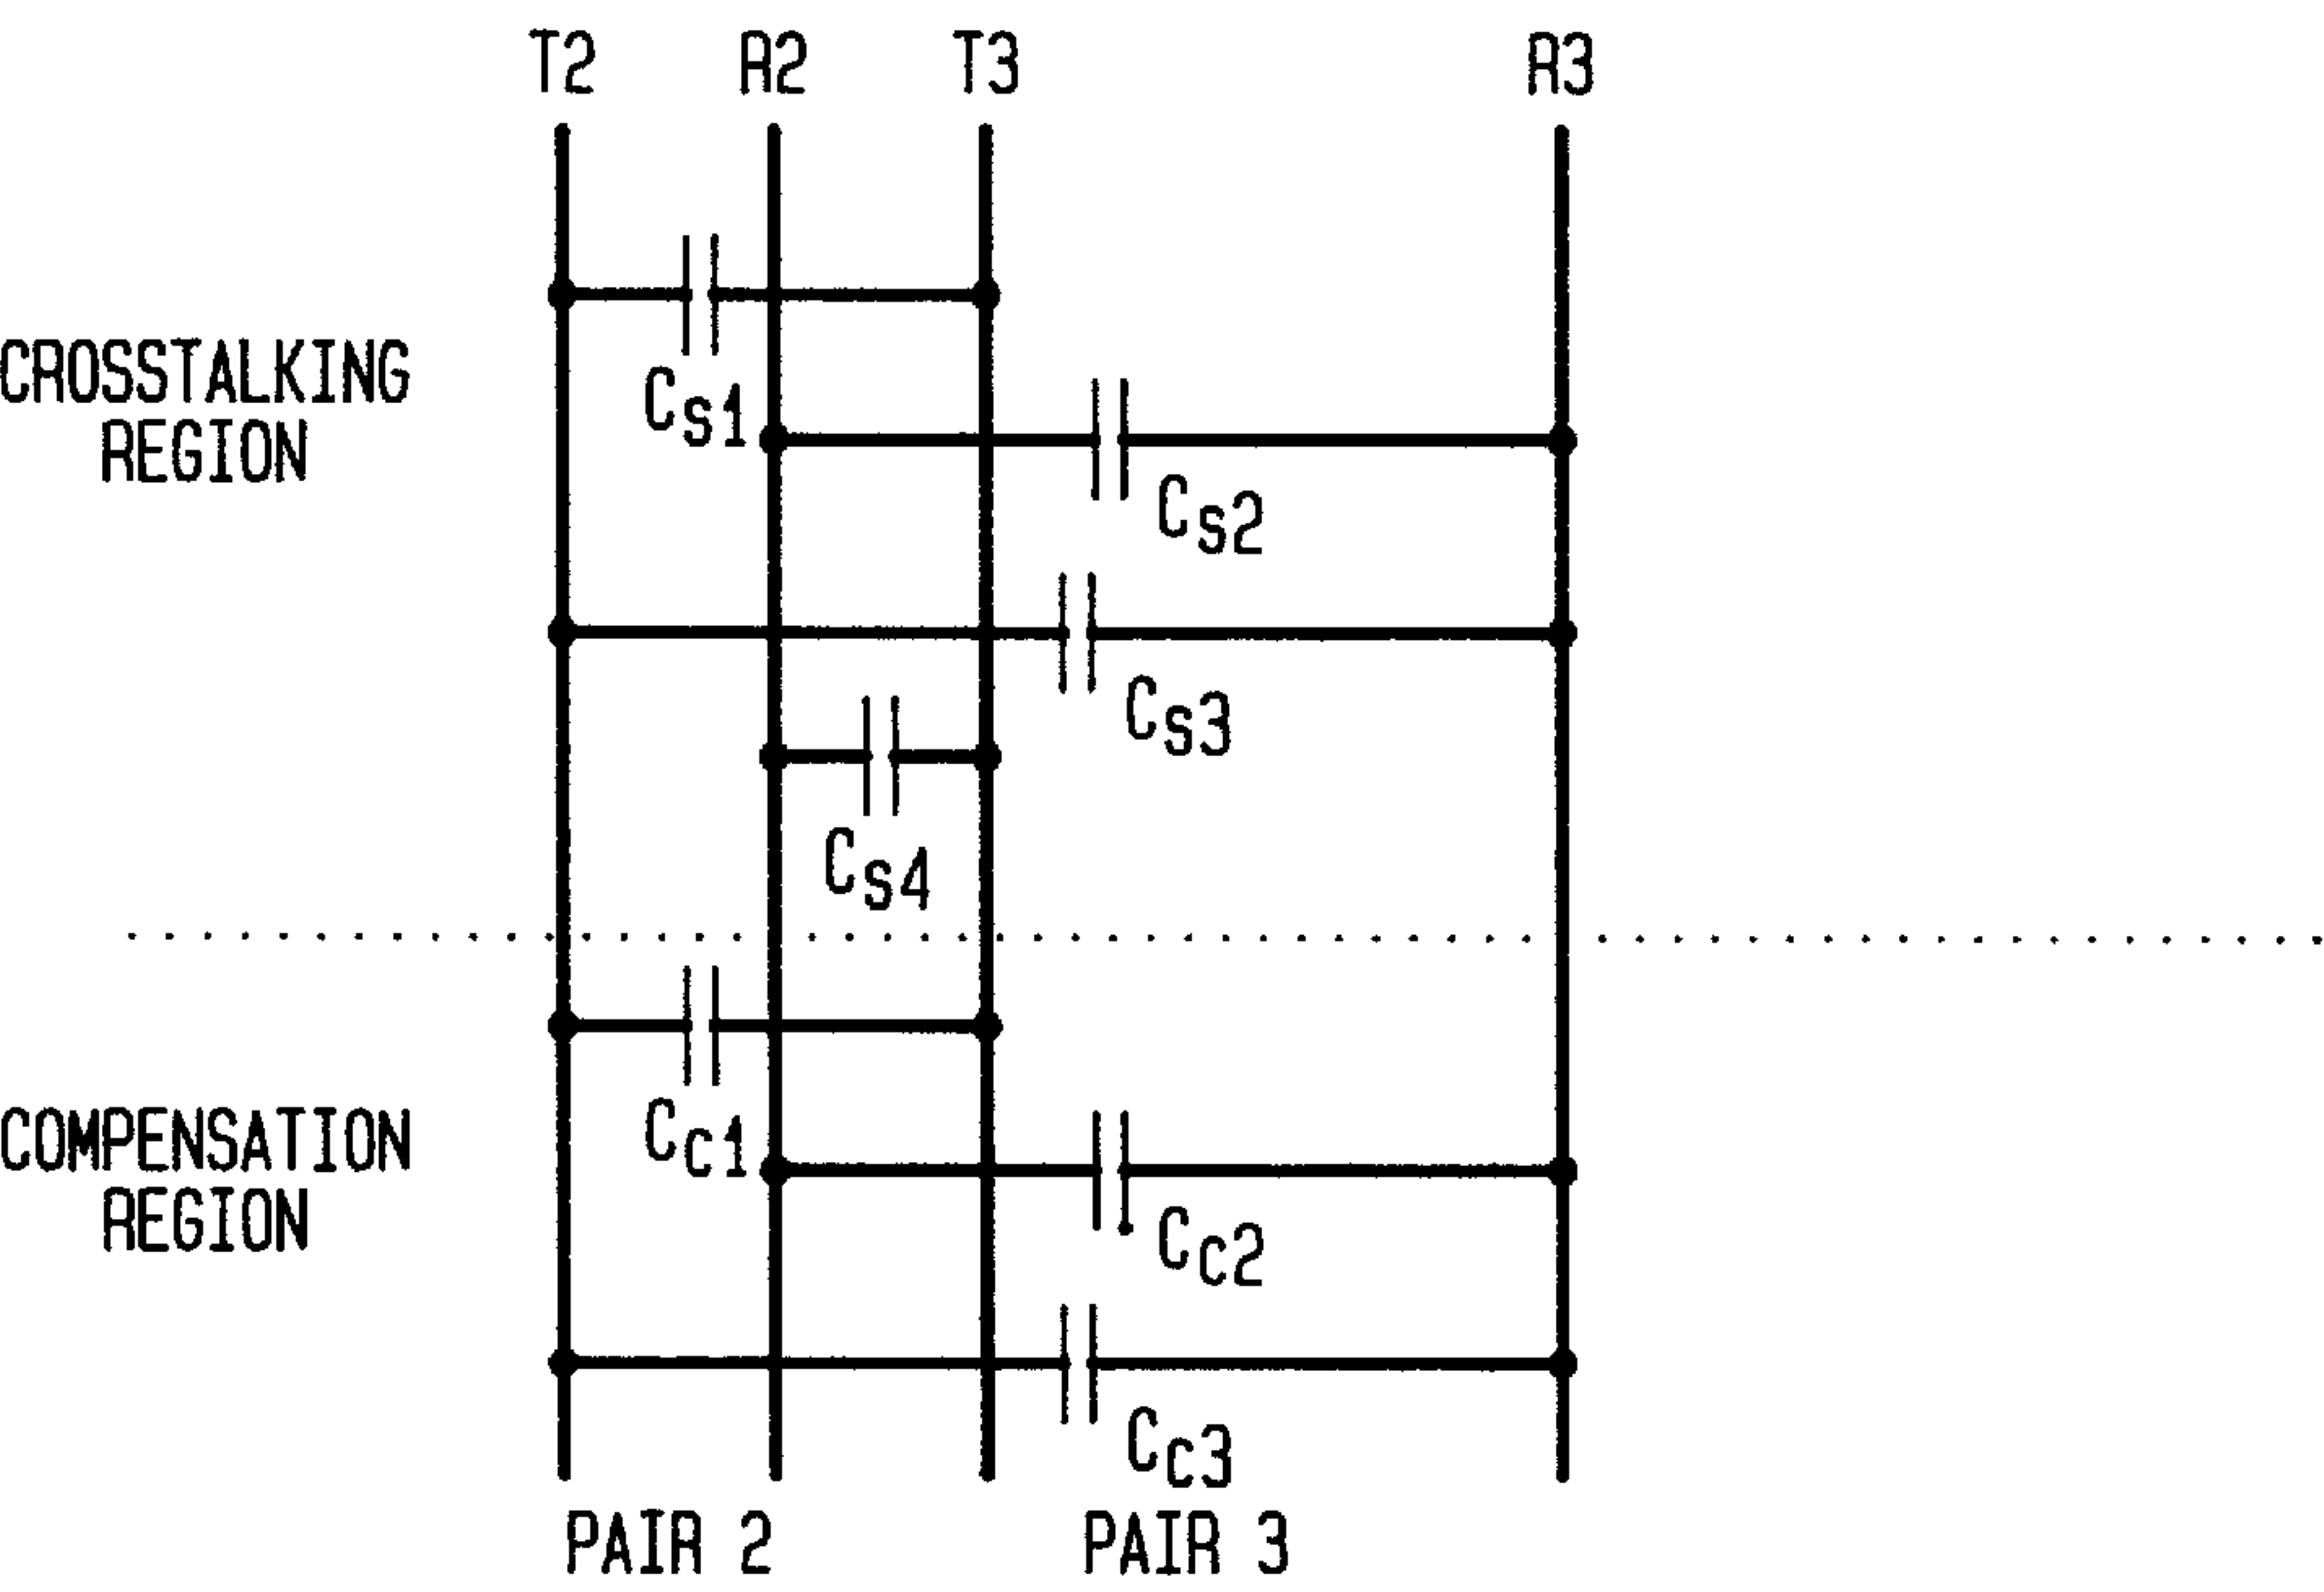 T2 R2 T3 R3
CROSSTALKING
REGION
Cs1
Cs2
Cs3
Cs4
COMPENSATION
REGION
Cc1
Cc2
Cc3
PAIR 2 PAIR 3